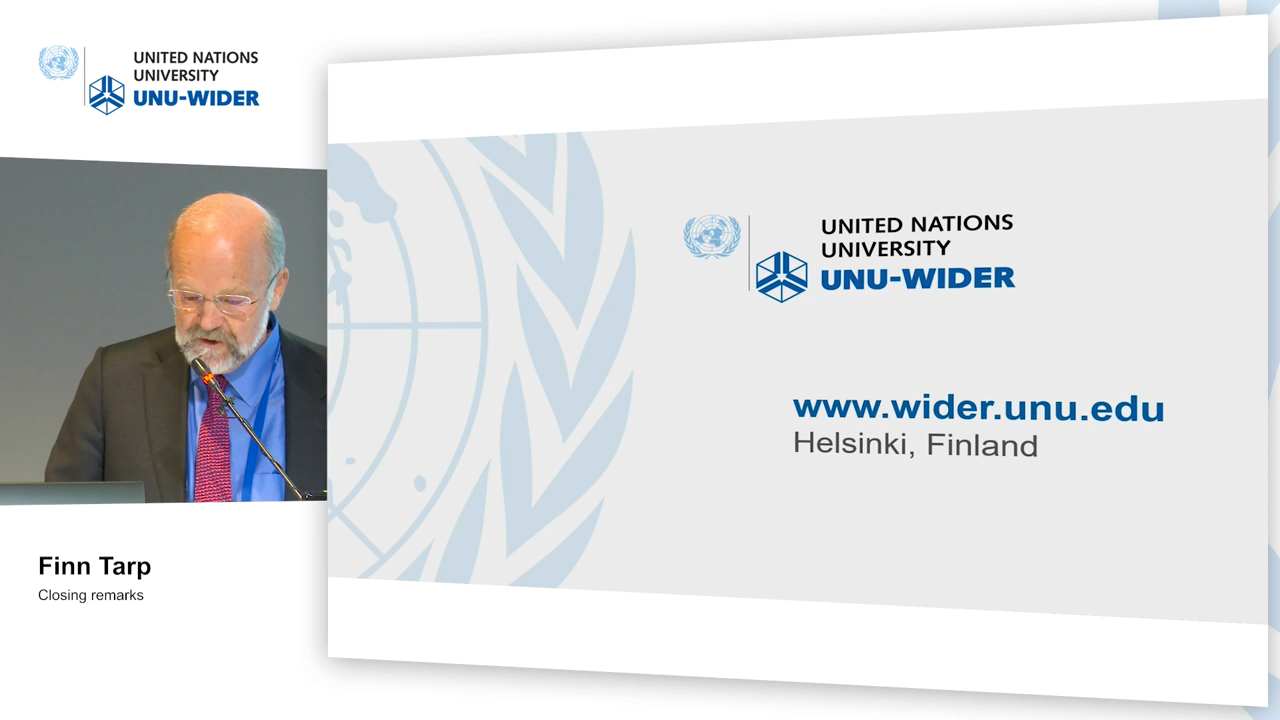 UNITED NATIONS
UNIVERSITY
UNU-WIDER
Finn Tarp
Closing remarks
UNITED NATIONS
UNIVERSITY
UNU-WIDER
www.wider.unu.edu
Helsinki, Finland